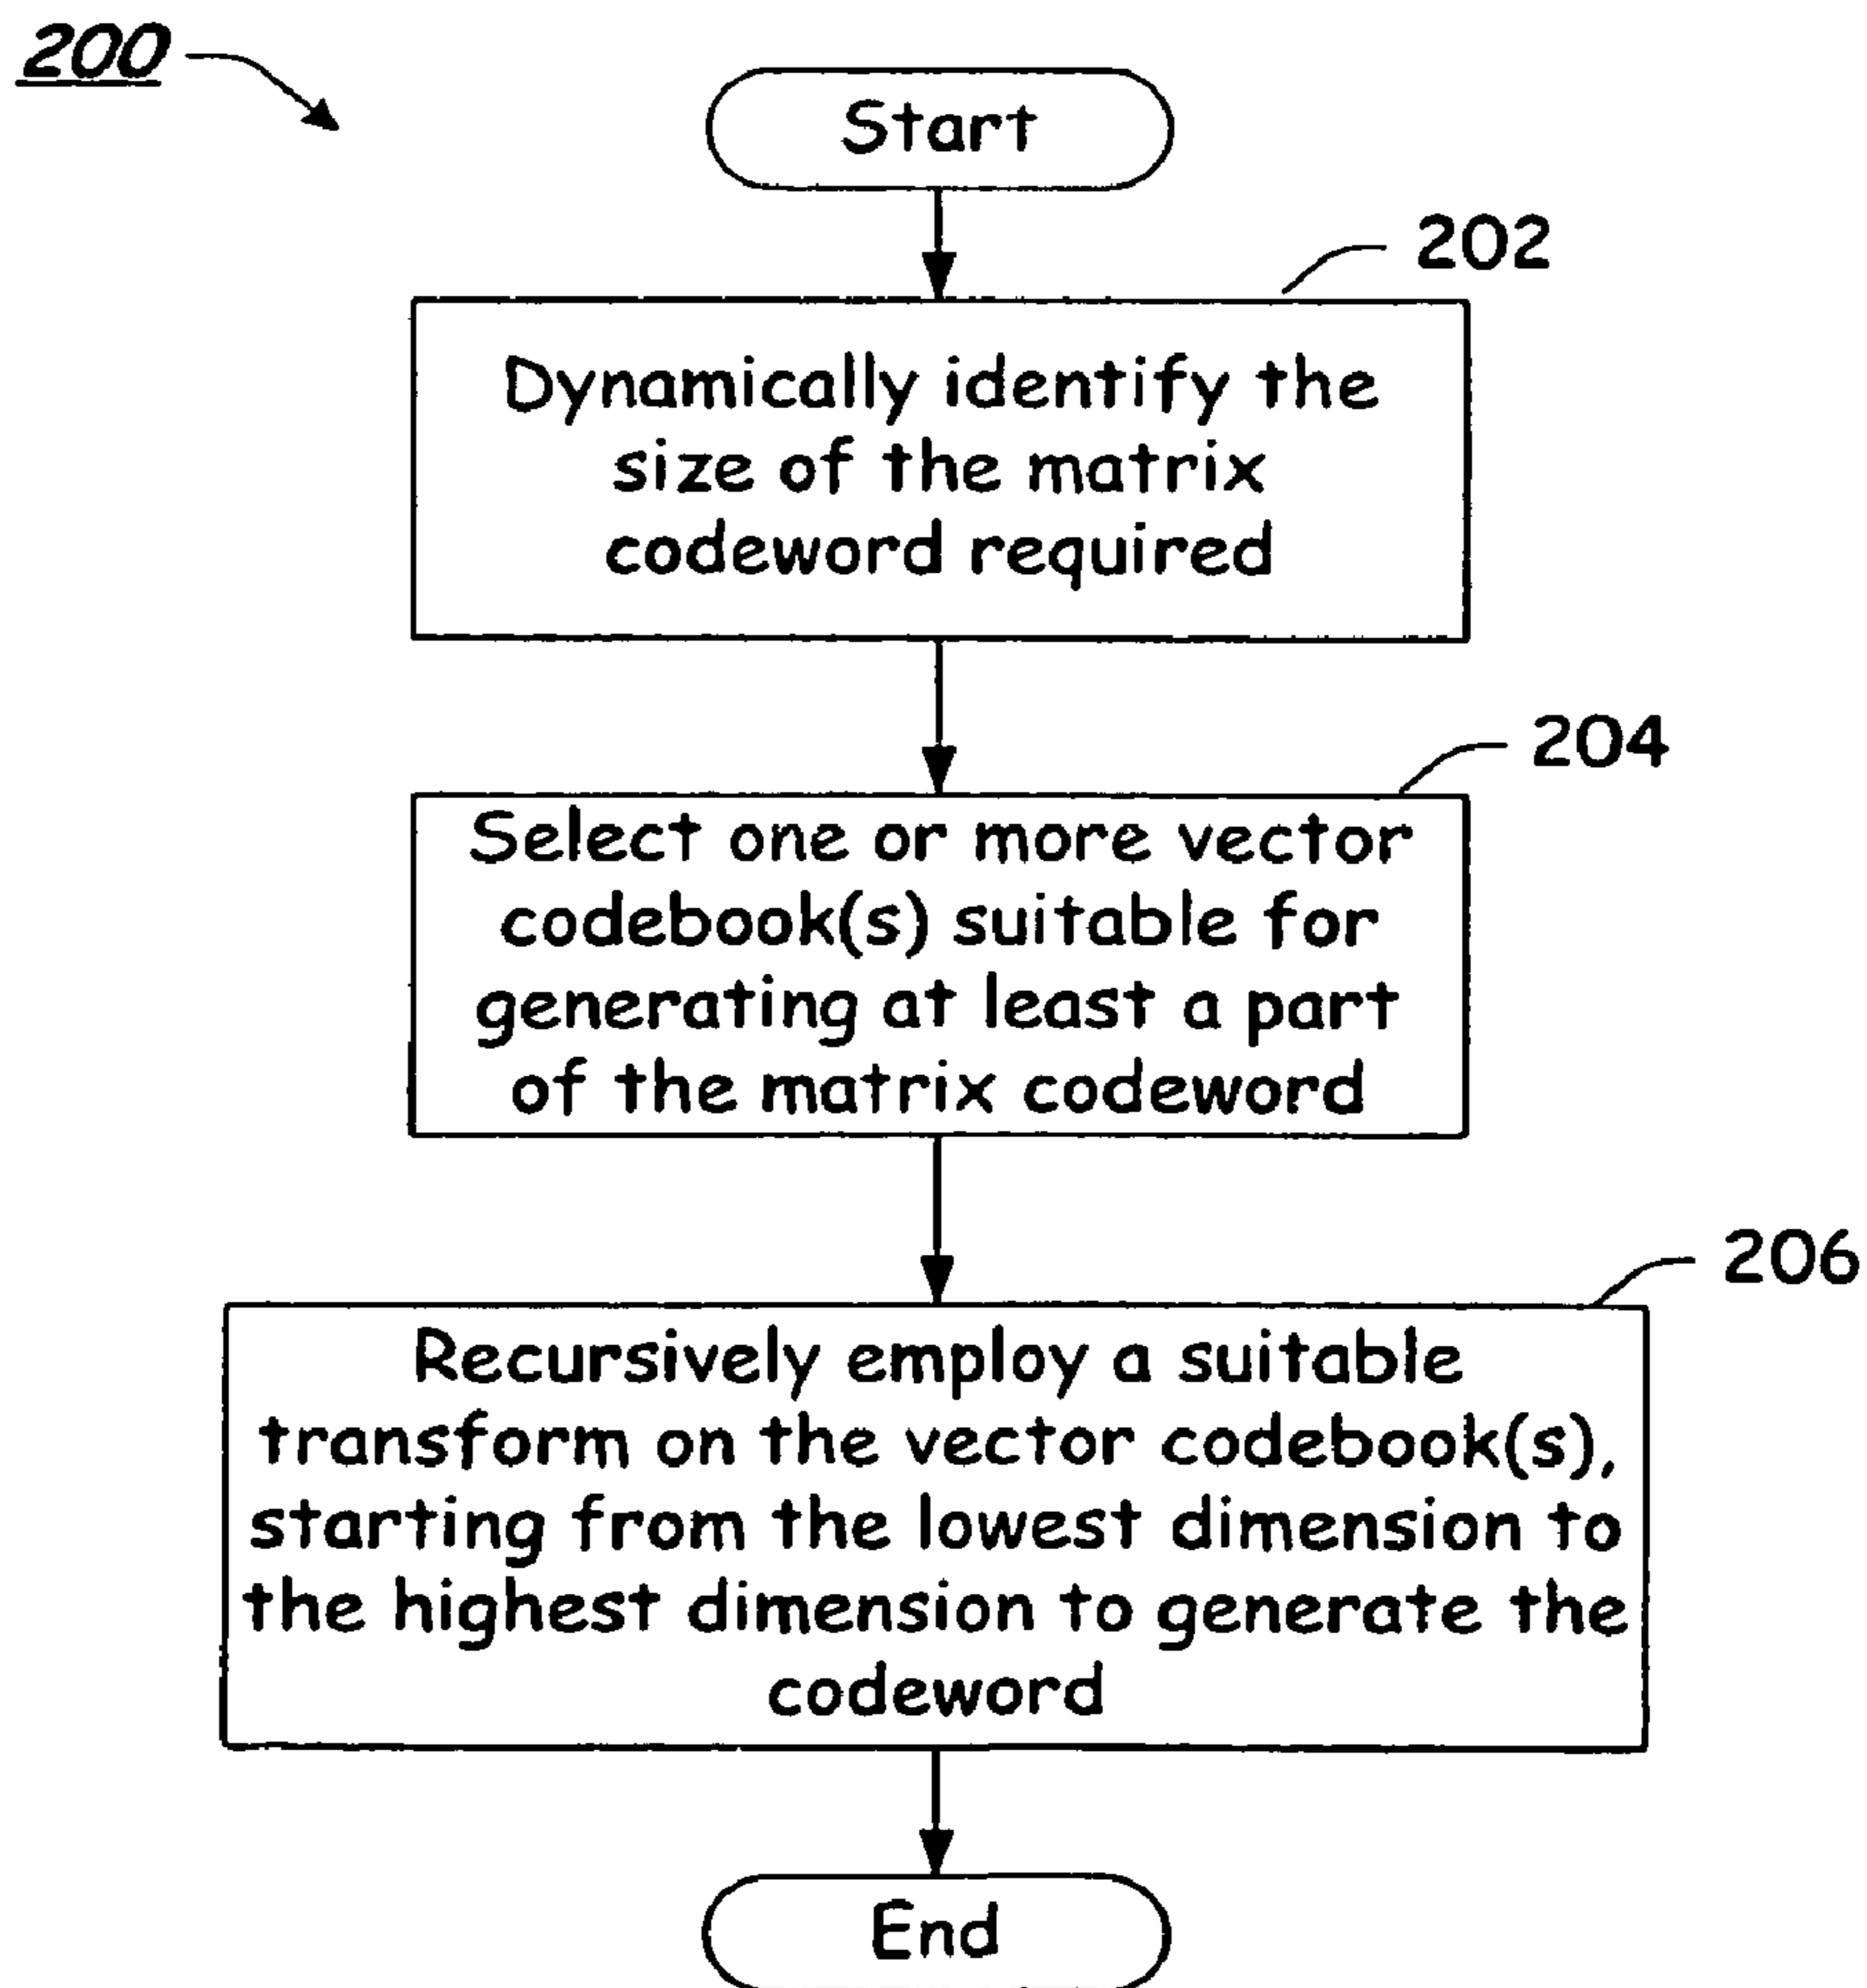 200
Start
202
Dynamically identify the
size of the matrix
codeword required
204
Select one or more vector
codebook(s) suitable for
generating at least a part
of the matrix codeword
206
Recursively employ a suitable
transform on the vector codebook(s),
starting from the lowest dimension to
the highest dimension to generate the
codeword
End